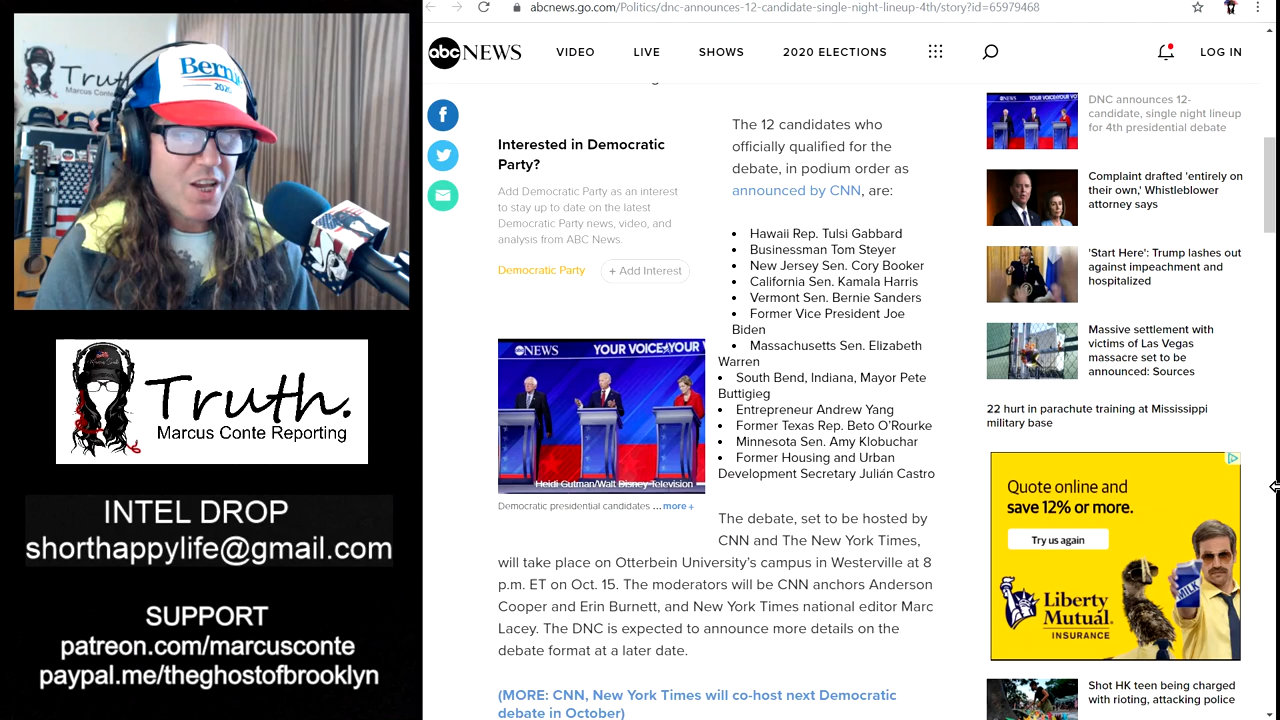 Truth.
Marcus Conte
Bernie
2020
Truth.
Marcus Conte Reporting
INTEL DROP
shorthappylife@gmail.com
SUPPORT
patreon.com/marcusconte
paypal.me/theghostofbrooklyn
abcnews.go.com/Politics/dnc-announces-12-candidate-single-night-lineup-4th/story?id=65979468
abc NEWS
VIDEO
LIVE
SHOWS
2020 ELECTIONS
LOG IN
Interested in Democratic
Party?
Add Democratic Party as an interest
to stay up to date on the latest
Democratic Party news, video, and
analysis from ABC News.
Democratic Party
+ Add Interest
abc NEWS
YOUR VOICE★YOUR VO
Heidi Gutman/Walt Disney Television
Democratic presidential candidates ... more +
The 12 candidates who
officially qualified for the
debate, in podium order as
announced by CNN, are:
• Hawaii Rep. Tulsi Gabbard
• Businessman Tom Steyer
• New Jersey Sen. Cory Booker
• California Sen. Kamala Harris
• Vermont Sen. Bernie Sanders
• Former Vice President Joe
Biden
• Massachusetts Sen. Elizabeth
Warren
• South Bend, Indiana, Mayor Pete
Buttigieg
• Entrepreneur Andrew Yang
• Former Texas Rep. Beto O'Rourke
• Minnesota Sen. Amy Klobuchar
• Former Housing and Urban
Development Secretary Julián Castro
The debate, set to be hosted by
CNN and The New York Times,
will take place on Otterbein University's campus in Westerville at 8
p.m. ET on Oct. 15. The moderators will be CNN anchors Anderson
Cooper and Erin Burnett, and New York Times national editor Marc
Lacey. The DNC is expected to announce more details on the
debate format at a later date.
(MORE: CNN, New York Times will co-host next Democratic
debate in October)
DNC announces 12-
candidate, single night lineup
for 4th presidential debate
Complaint drafted 'entirely on
their own,' Whistleblower
attorney says
'Start Here': Trump lashes out
against impeachment and
hospitalized
Massive settlement with
victims of Las Vegas
massacre set to be
announced: Sources
22 hurt in parachute training at Mississippi
military base
Quote online and
save 12% or more.
Try us again
Liberty
Mutual.
INSURANCE
MILK
Shot HK teen being charged
with rioting, attacking police